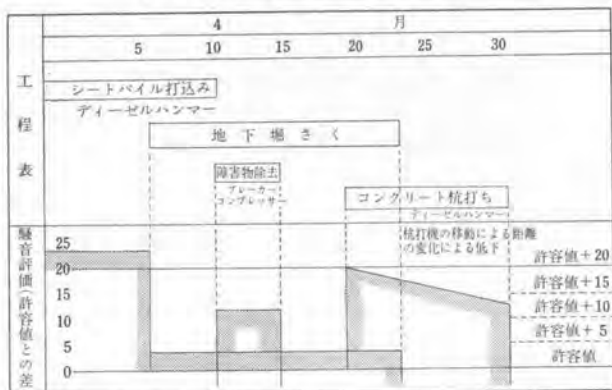 4 月
5 10 15 20 25 30
工程表
シートパイル打込み
ディーゼルハンマー
地下堀さく
障害物除去
ブレーカー
コンプレッサー
コンクリート杭打ち
ディーゼルハンマー
杭打機の移動による距離
の変化による低下
騒音評価(許容値との差
25
20
15
10
5
0
許容値+20
許容値+15
許容値+10
許容値+5
許容値